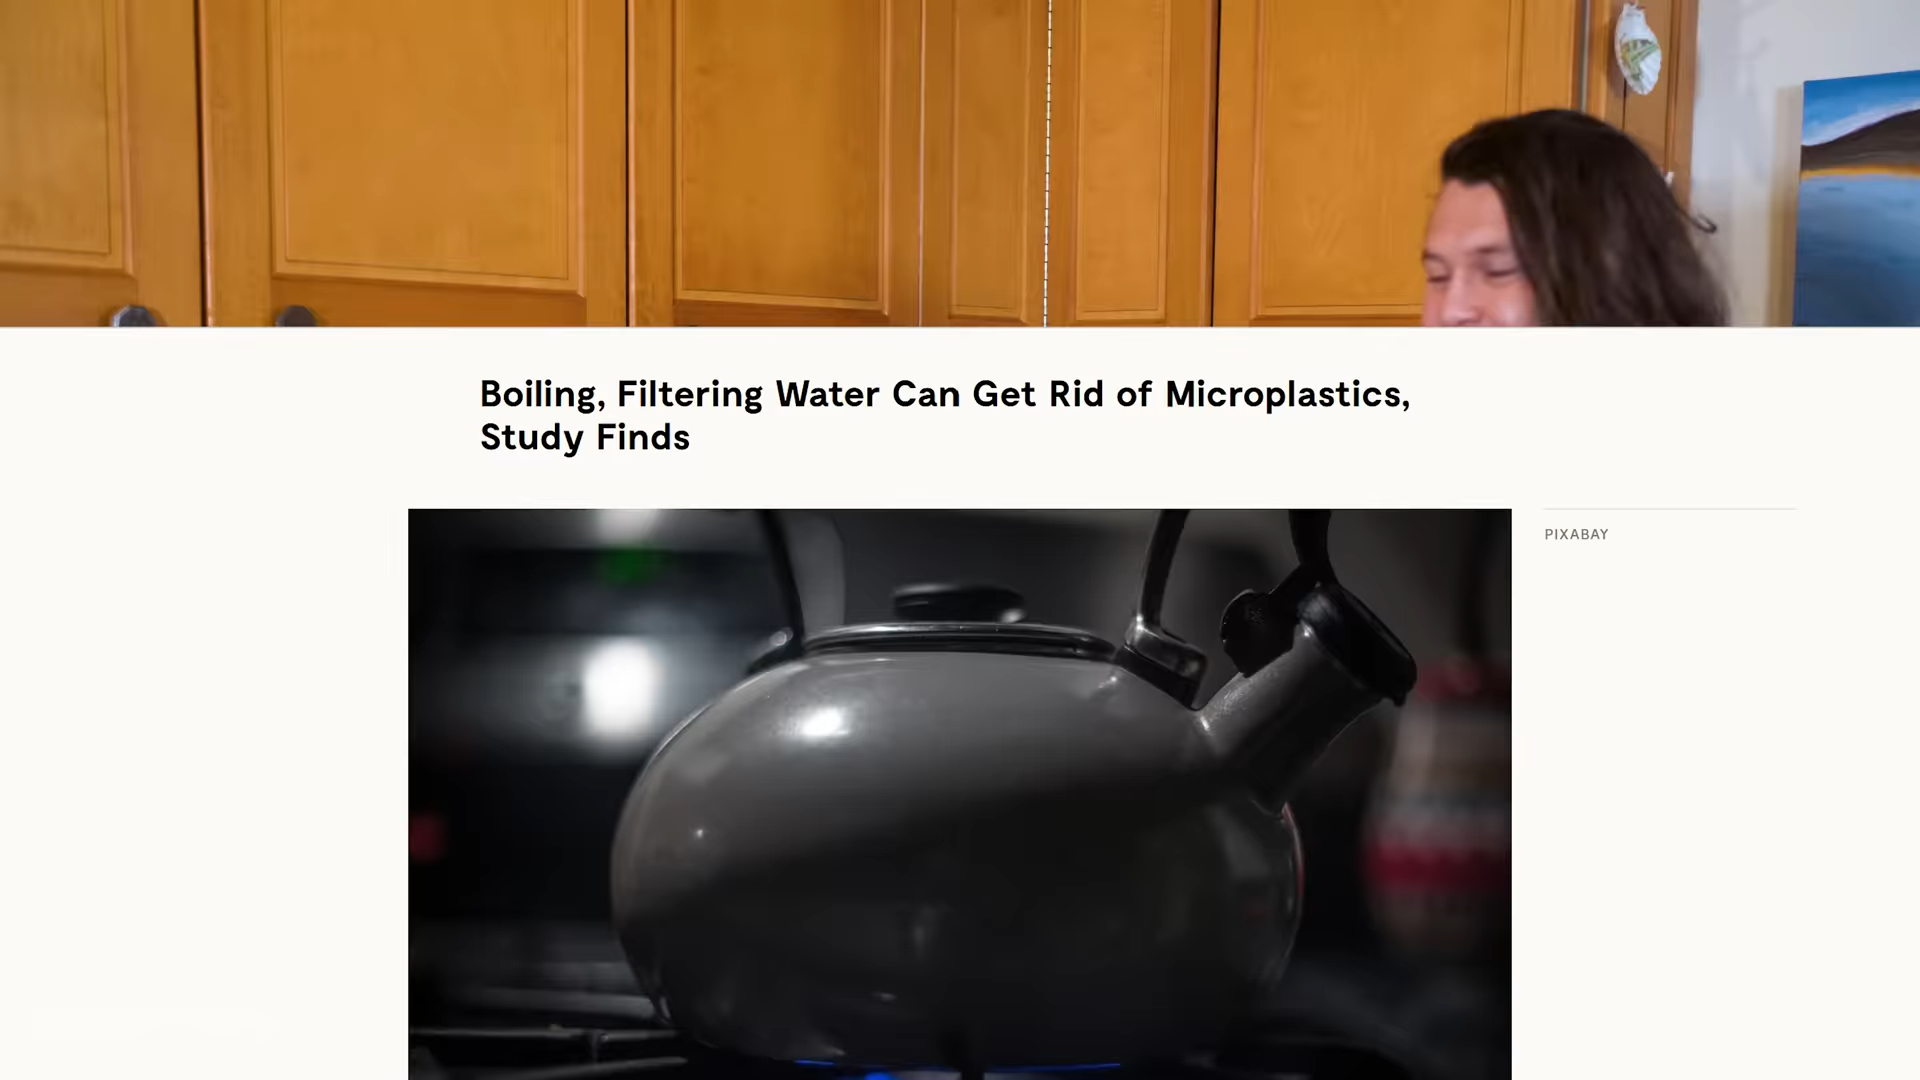 Boiling, Filtering Water Can Get Rid of Microplastics,
Study Finds
PIXABAY